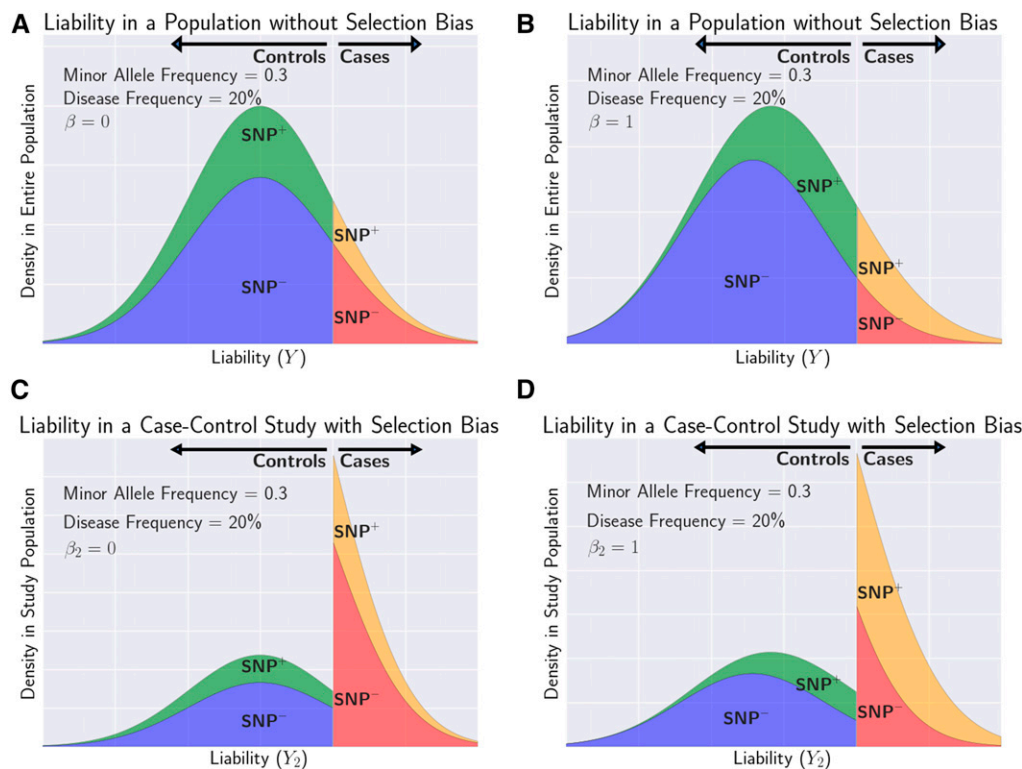 A
Liability in a Population without Selection Bias
Controls Cases
Minor Allele Frequency = 0.3
Disease Frequency = 20%
β = 0
SNP⁺
SNP⁺
SNP⁻
SNP⁻
Density in Entire Population
Liability (Y)
B
Liability in a Population without Selection Bias
Controls Cases
Minor Allele Frequency = 0.3
Disease Frequency = 20%
β = 1
SNP⁺
SNP⁺
SNP⁻
SNP⁻
Density in Entire Population
Liability (Y)
C
Liability in a Case-Control Study with Selection Bias
Controls Cases
Minor Allele Frequency = 0.3
Disease Frequency = 20%
SNP⁺
β₂ = 0
SNP⁺
SNP⁻
SNP⁻
Density in Study Population
Liability (Y₂)
D
Liability in a Case-Control Study with Selection Bias
Controls Cases
Minor Allele Frequency = 0.3
Disease Frequency = 20%
β₂ = 1
SNP⁺
SNP⁺
SNP⁻
SNP⁻
Density in Study Population
Liability (Y₂)